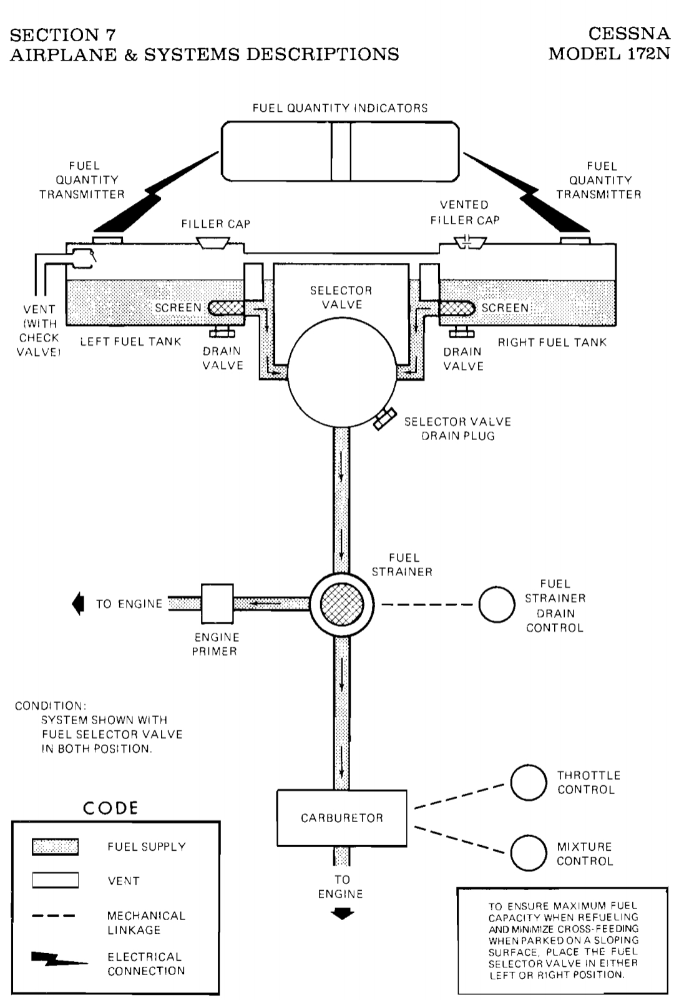 SECTION 7
AIRPLANE & SYSTEMS DESCRIPTIONS
CESSNA
MODEL 172N
FUEL QUANTITY INDICATORS
FUEL
QUANTITY
TRANSMITTER
FUEL
QUANTITY
TRANSMITTER
FILLER CAP
VENTED
FILLER CAP
SELECTOR
VALVE
SCREEN
SCREEN
VENT
(WITH
CHECK
VALVE)
LEFT FUEL TANK
DRAIN
VALVE
DRAIN
VALVE
RIGHT FUEL TANK
SELECTOR VALVE
DRAIN PLUG
FUEL
STRAINER
TO ENGINE
ENGINE
PRIMER
FUEL
STRAINER
DRAIN
CONTROL
CONDITION:
SYSTEM SHOWN WITH
FUEL SELECTOR VALVE
IN BOTH POSITION.
THROTTLE
CONTROL
CARBURETOR
MIXTURE
CONTROL
TO
ENGINE
CODE
FUEL SUPPLY
VENT
MECHANICAL
LINKAGE
ELECTRICAL
CONNECTION
TO ENSURE MAXIMUM FUEL
CAPACITY WHEN REFUELING
AND MINIMIZE CROSS-FEEDING
WHEN PARKED ON A SLOPING
SURFACE, PLACE THE FUEL
SELECTOR VALVE IN EITHER
LEFT OR RIGHT POSITION.